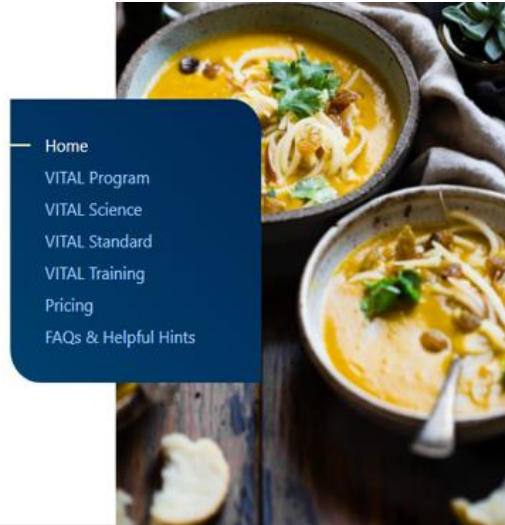 Home
VITAL Program
VITAL Science
VITAL Standard
VITAL Training
Pricing
FAQs & Helpful Hints